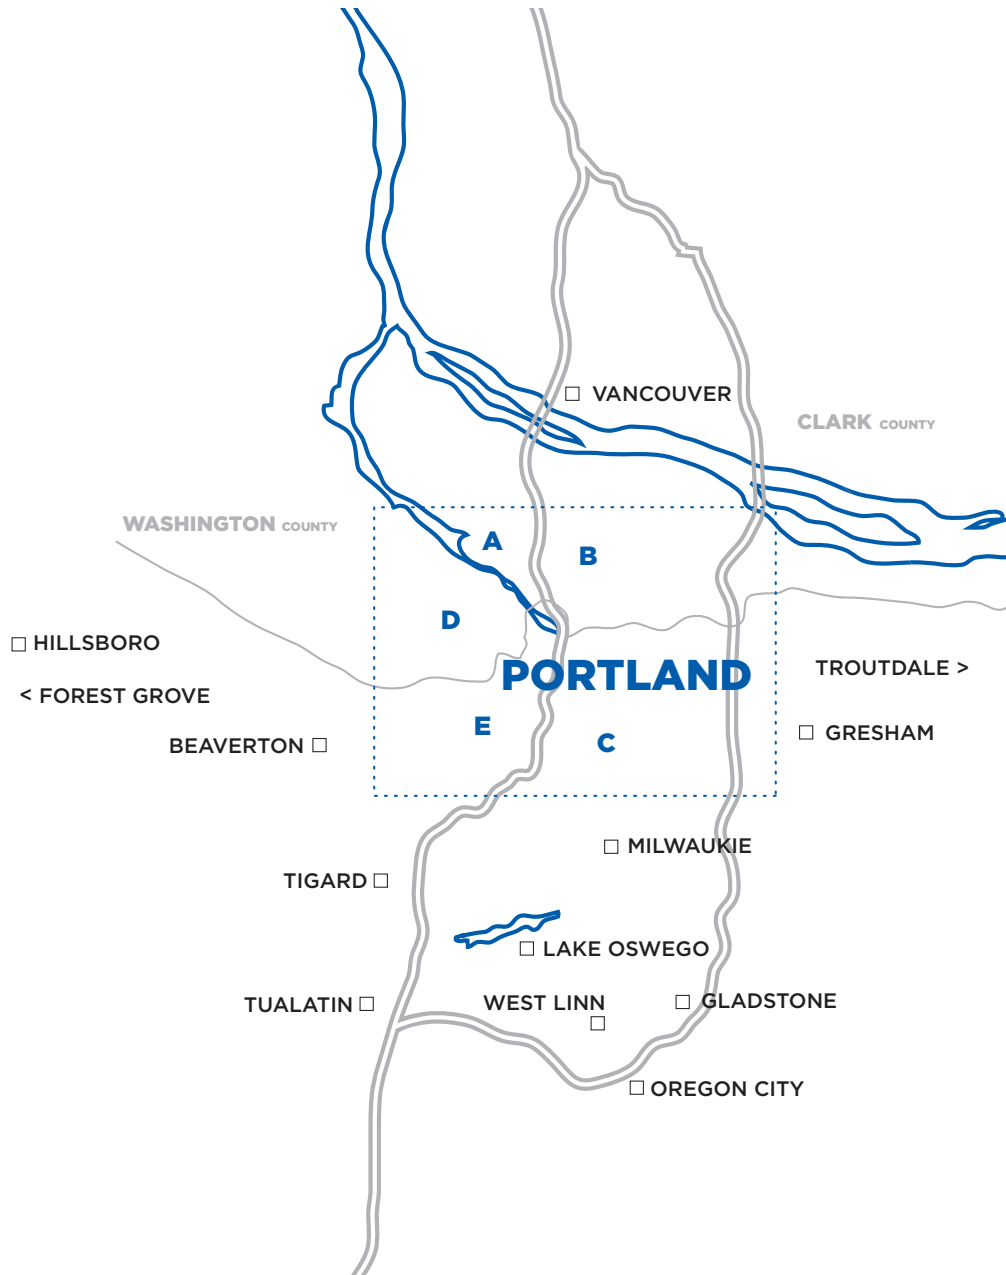 VANCOUVER
CLARK COUNTY
WASHINGTON COUNTY
A
B
D
HILLSBORO
PORTLAND
TROUTDALE >
< FOREST GROVE
E
C
GRESHAM
BEAVERTON
MILWAUKIE
TIGARD
LAKE OSWEGO
TUALATIN
WEST LINN
GLADSTONE
OREGON CITY